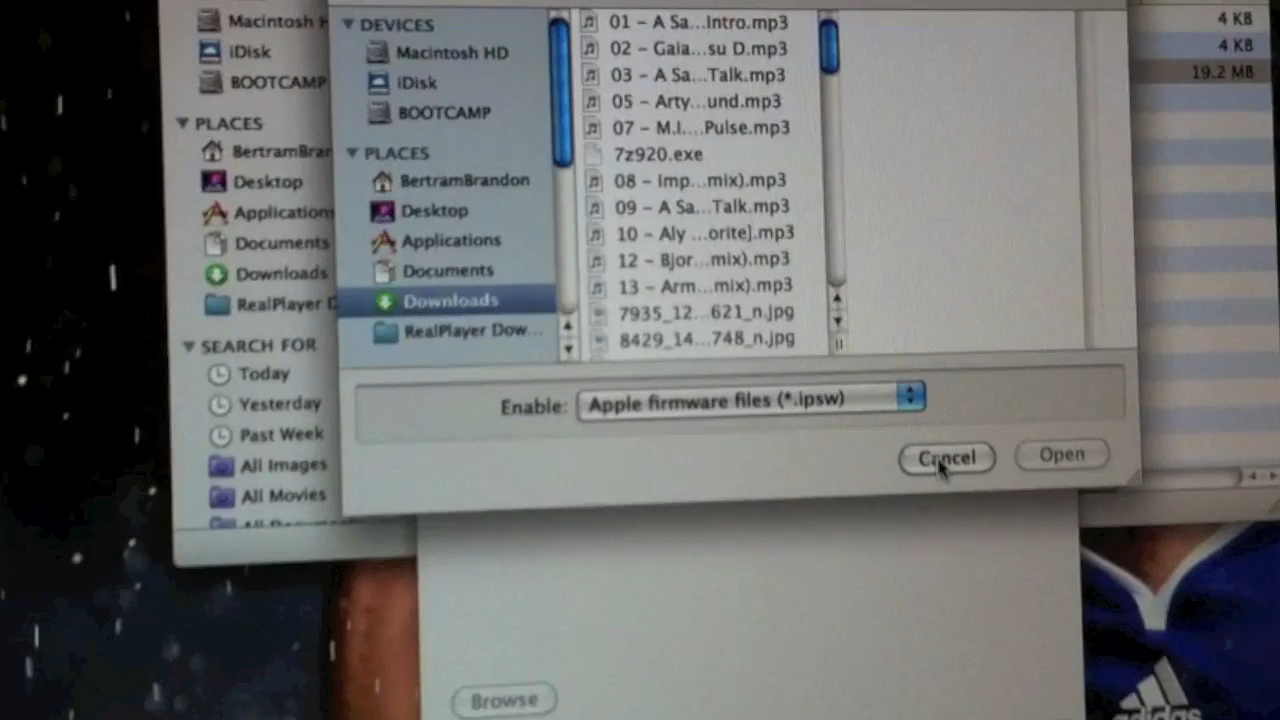 Macintosh H
iDisk
BOOTCAMP
PLACES
BertramBrar
Desktop
Applications
Documents
Downloads
RealPlayer D
SEARCH FOR
Today
Yesterday
Past Week
All Images
All Movies
DEVICES
Macintosh HD
iDisk
BOOTCAMP
PLACES
BertramBrandon
Desktop
Applications
Documents
Downloads
RealPlayer Dow...
01 - A Sa...Intro.mp3
02 - Gaia...su D.mp3
03 - A Sa...Talk.mp3
05 - Arty...und.mp3
07 - M.I....Pulse.mp3
7z920.exe
08 - Imp...mix).mp3
09 - A Sa...Talk.mp3
10 - Aly ...orite].mp3
12 - Bjor...mix).mp3
13 - Arm...mix).mp3
7935_12...621_n.jpg
8429_14...748_n.jpg
4 KB
4 KB
19.2 MB
Enable: Apple firmware files (*.ipsw)
Cancel
Open
Browse
adidas